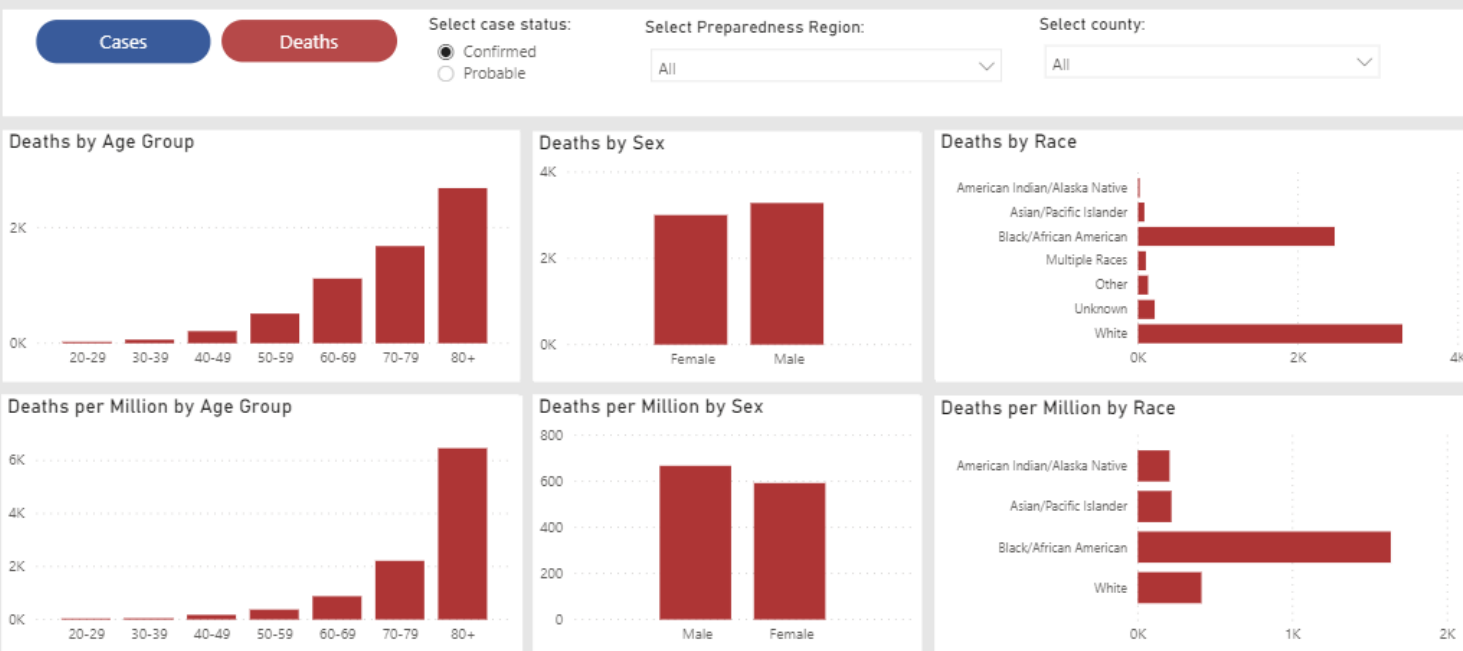 Cases
Deaths
Select case status:
Confirmed
Probable
Select Preparedness Region:
All
Select county:
All
Deaths by Age Group
2K
0K
20-29 30-39 40-49 50-59 60-69 70-79 80+
Deaths by Sex
4K
2K
0K
Female Male
Deaths by Race
American Indian/Alaska Native
Asian/Pacific Islander
Black/African American
Multiple Races
Other
Unknown
White
0K 2K 4K
Deaths per Million by Age Group
6K
4K
2K
0K
20-29 30-39 40-49 50-59 60-69 70-79 80+
Deaths per Million by Sex
800
600
400
200
0
Male Female
Deaths per Million by Race
American Indian/Alaska Native
Asian/Pacific Islander
Black/African American
White
0K 1K 2K